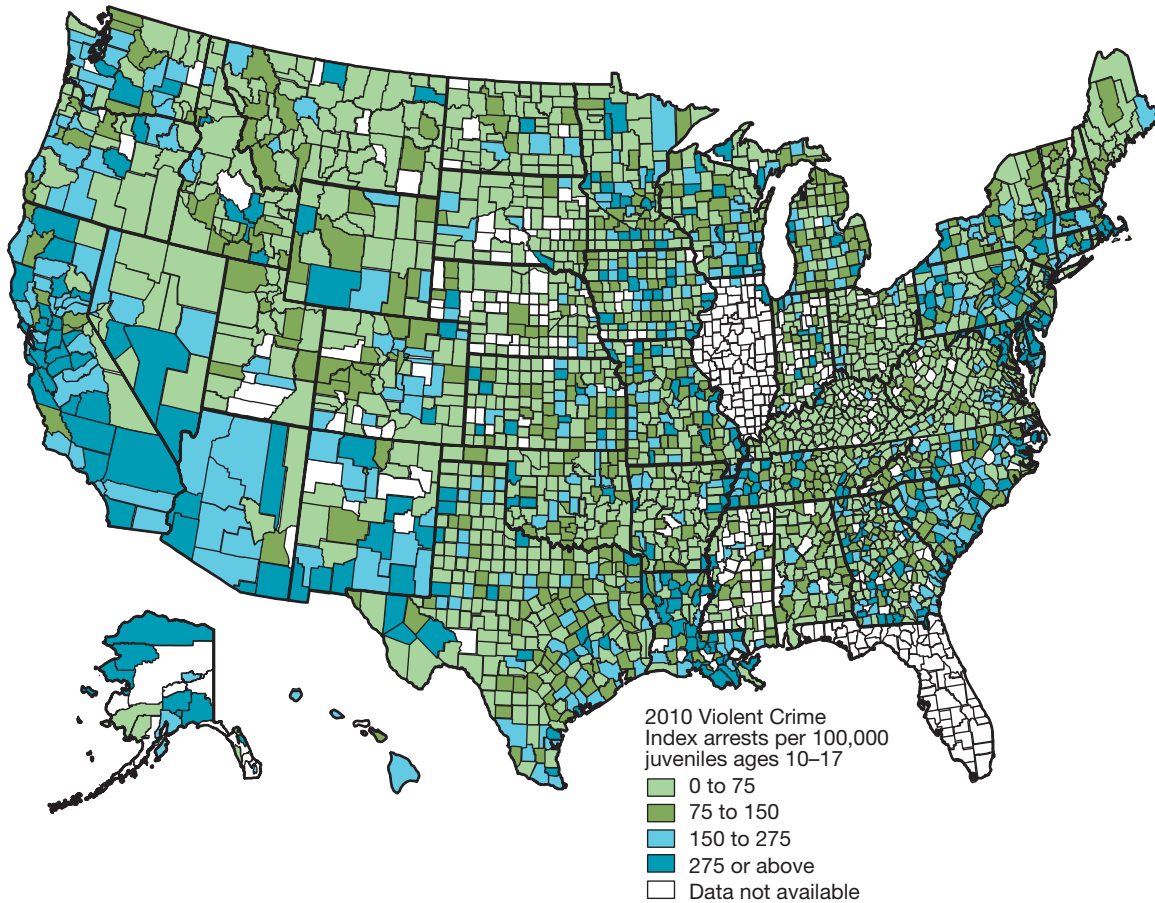 2010 Violent Crime
Index arrests per 100,000
juveniles ages 10–17
0 to 75
75 to 150
150 to 275
275 or above
Data not available